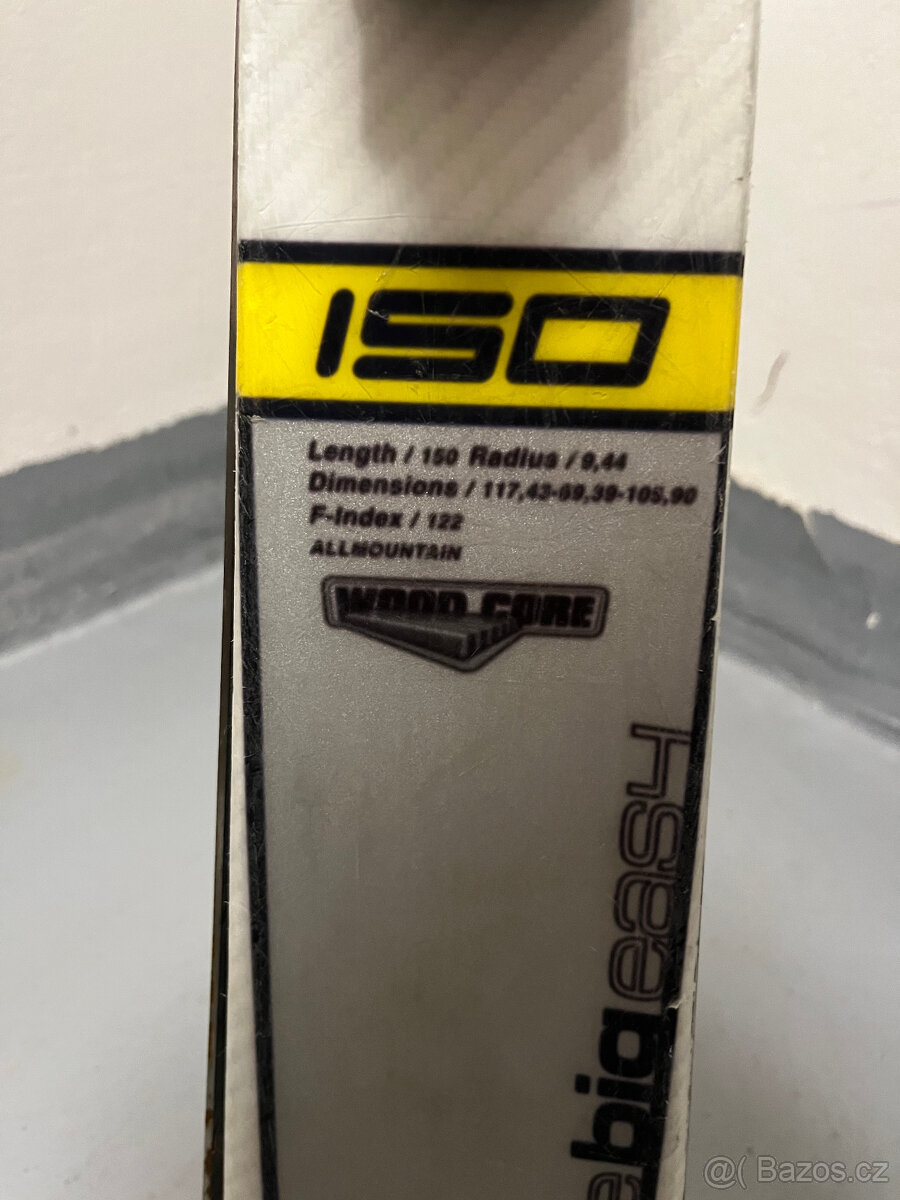 150
Length / 150 Radius / 9,44
Dimensions / 117,43-69,39-105,90
F-Index / 122
ALLMOUNTAIN
WOOD CORE
ebigeasy
@( Bazos.cz